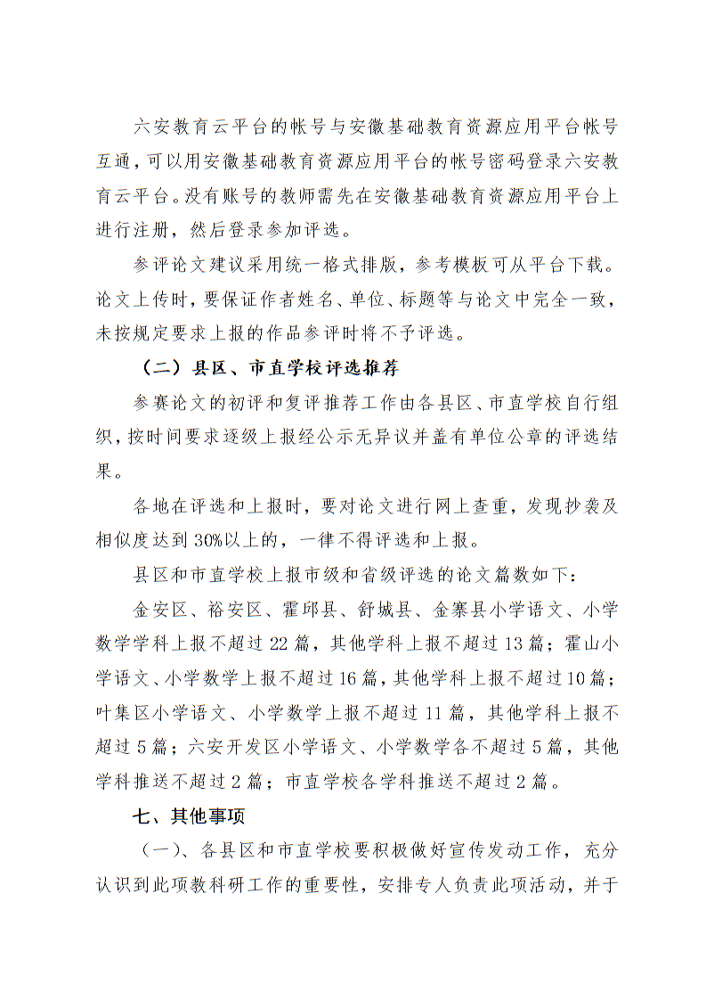 六安教育云平台的帐号与安徽基础教育资源应用平台帐号
互通,可以用安徽基础教育资源应用平台的帐号密码登录六安教
育云平台。没有账号的教师需先在安徽基础教育资源应用平台上
进行注册，然后登录参加评选。
参评论文建议采用统一格式排版，参考模板可从平台下载。
论文上传时，要保证作者姓名、单位、标题等与论文中完全一致，
未按规定要求上报的作品参评时将不予评选。
（二）县区、市直学校评选推荐
参赛论文的初评和复评推荐工作由各县区、市直学校自行组
织,按时间要求逐级上报经公示无异议并盖有单位公章的评选结
果。
各地在评选和上报时，要对论文进行网上查重，发现抄袭及
相似度达到30%以上的，一律不得评选和上报。
县区和市直学校上报市级和省级评选的论文篇数如下：
金安区、裕安区、霍邱县、舒城县、金寨县小学语文、小学
数学学科上报不超过22篇，其他学科上报不超过13篇；霍山小
学语文、小学数学上报不超过16篇,其他学科上报不超过10篇；
叶集区小学语文、小学数学上报不超过11篇，其他学科上报不
超过5篇；六安开发区小学语文、小学数学各不超过5篇，其他
学科推送不超过2篇；市直学校各学科推送不超过2篇。
七、其他事项
（一）、各县区和市直学校要积极做好宣传发动工作，充分
认识到此项教科研工作的重要性，安排专人负责此项活动，并于